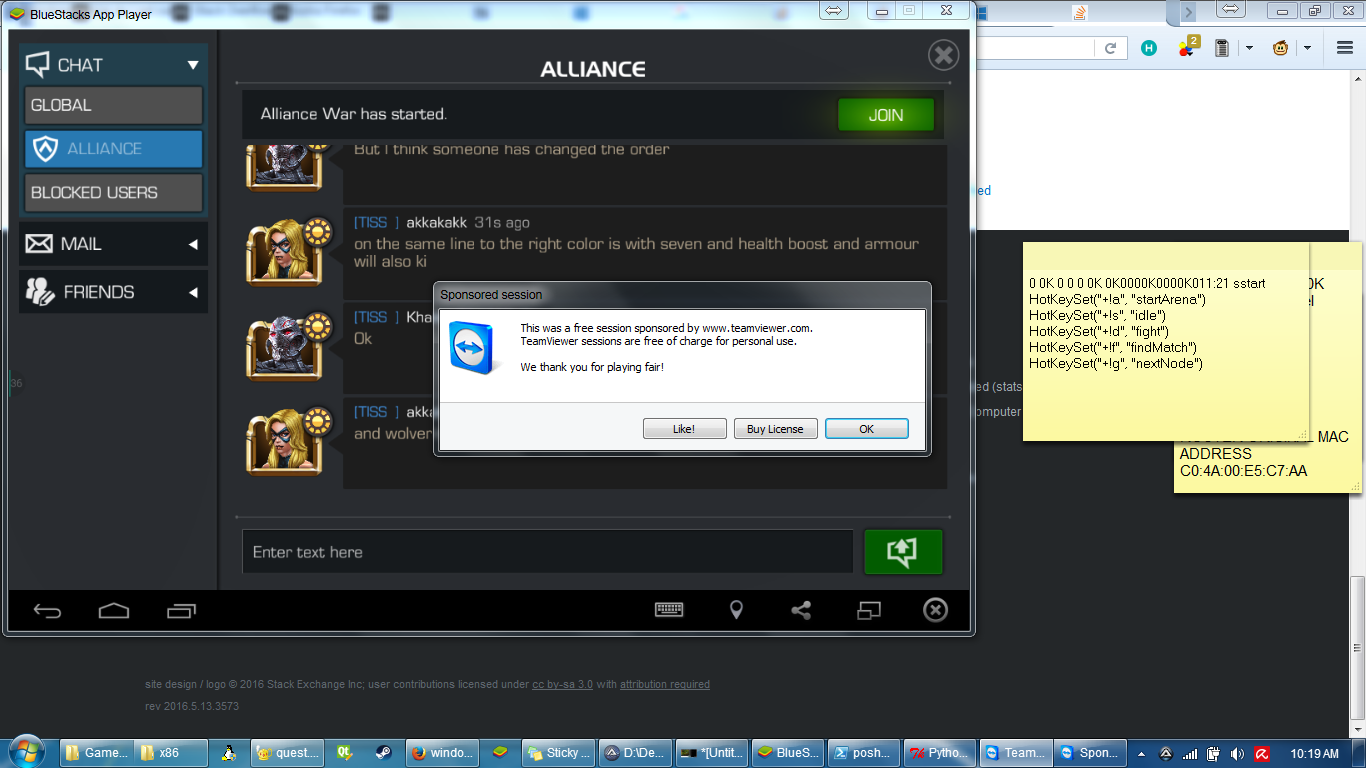 BlueStacks App Player
CHAT
GLOBAL
ALLIANCE
BLOCKED USERS
MAIL
FRIENDS
36
ALLIANCE
Alliance War has started.
JOIN
But I think someone has changed the order
[TISS ] akkakakk 31s ago
on the same line to the right color is with seven and health boost and armour
will also ki
[TISS ] Kha
Ok
[TISS ] akka
and wolver
Sponsored session
This was a free session sponsored by www.teamviewer.com.
TeamViewer sessions are free of charge for personal use.
We thank you for playing fair!
Like!
Buy License
OK
Enter text here
2
ed
0 0K 0 0 0 0K 0K0000K0000K011:21 sstart
HotKeySet("+!a", "startArena")
HotKeySet("+!s", "idle")
HotKeySet("+!d", "fight")
HotKeySet("+!f", "findMatch")
HotKeySet("+!g", "nextNode")
0K
el
ed (stats
omputer
MAC
ADDRESS
C0:4A:00:E5:C7:AA
site design / logo © 2016 Stack Exchange Inc; user contributions licensed under cc by-sa 3.0 with attribution required
rev 2016.5.13.3573
Game...
x86
quest....
windo...
Sticky ...
D:\De...
*[Untit...
BlueS...
posh...
Pytho...
Team...
Spon...
10:19 AM